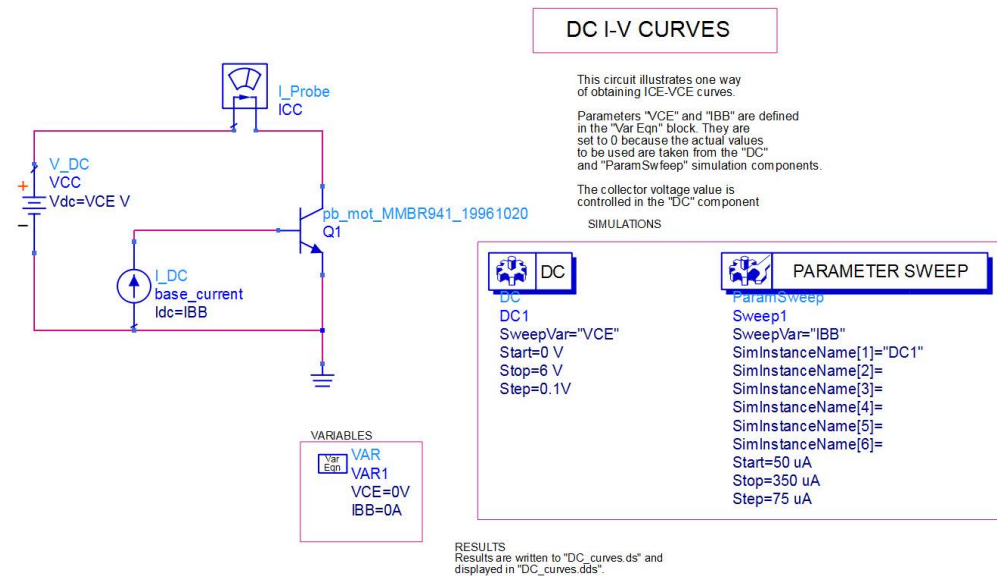 DC I-V CURVES
This circuit illustrates one way
of obtaining ICE-VCE curves.
Parameters "VCE" and "IBB" are defined
in the "Var Eqn" block. They are
set to 0 because the actual values
to be used are taken from the "DC"
and "ParamSwfeep" simulation components.
The collector voltage value is
controlled in the "DC" component
I_Probe
ICC
V_DC
VCC
Vdc=VCE V
+
−
pb_mot_MMBR941_19961020
Q1
I_DC
base_current
Idc=IBB
SIMULATIONS
DC
DC
DC1
SweepVar="VCE"
Start=0 V
Stop=6 V
Step=0.1V
PARAMETER SWEEP
ParamSweep
Sweep1
SweepVar="IBB"
SimInstanceName[1]="DC1"
SimInstanceName[2]=
SimInstanceName[3]=
SimInstanceName[4]=
SimInstanceName[5]=
SimInstanceName[6]=
Start=50 uA
Stop=350 uA
Step=75 uA
VARIABLES
Var
Eqn
VAR
VAR1
VCE=0V
IBB=0A
RESULTS
Results are written to "DC_curves.ds" and
displayed in "DC_curves.dds".